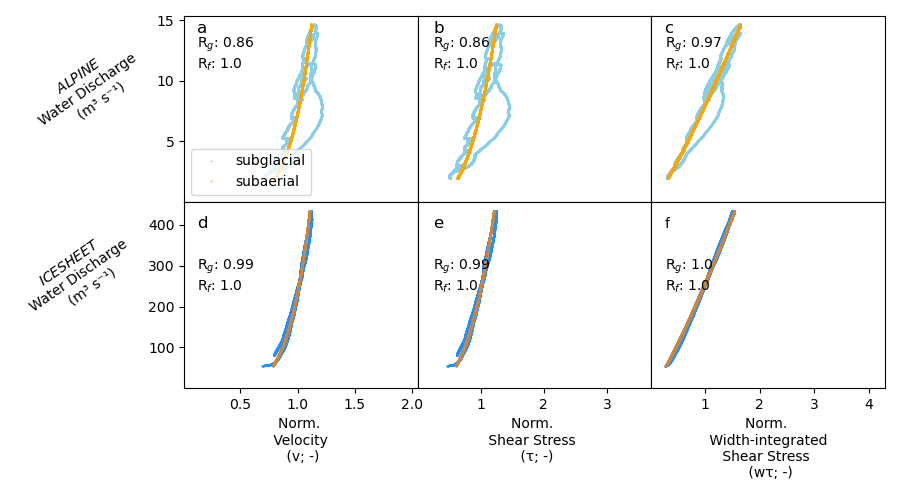 15
10
5
ALPINE
Water Discharge
(m³ s⁻¹)
a
R_g: 0.86
R_f: 1.0
subglacial
subaerial
b
R_g: 0.86
R_f: 1.0
c
R_g: 0.97
R_f: 1.0
400
300
200
100
ICESHEET
Water Discharge
(m³ s⁻¹)
d
R_g: 0.99
R_f: 1.0
e
R_g: 0.99
R_f: 1.0
f
R_g: 1.0
R_f: 1.0
0.5 1.0 1.5 2.0
1 2 3
1 2 3 4
Norm.
Velocity
(v; -)
Norm.
Shear Stress
(τ; -)
Norm.
Width-integrated
Shear Stress
(wτ; -)